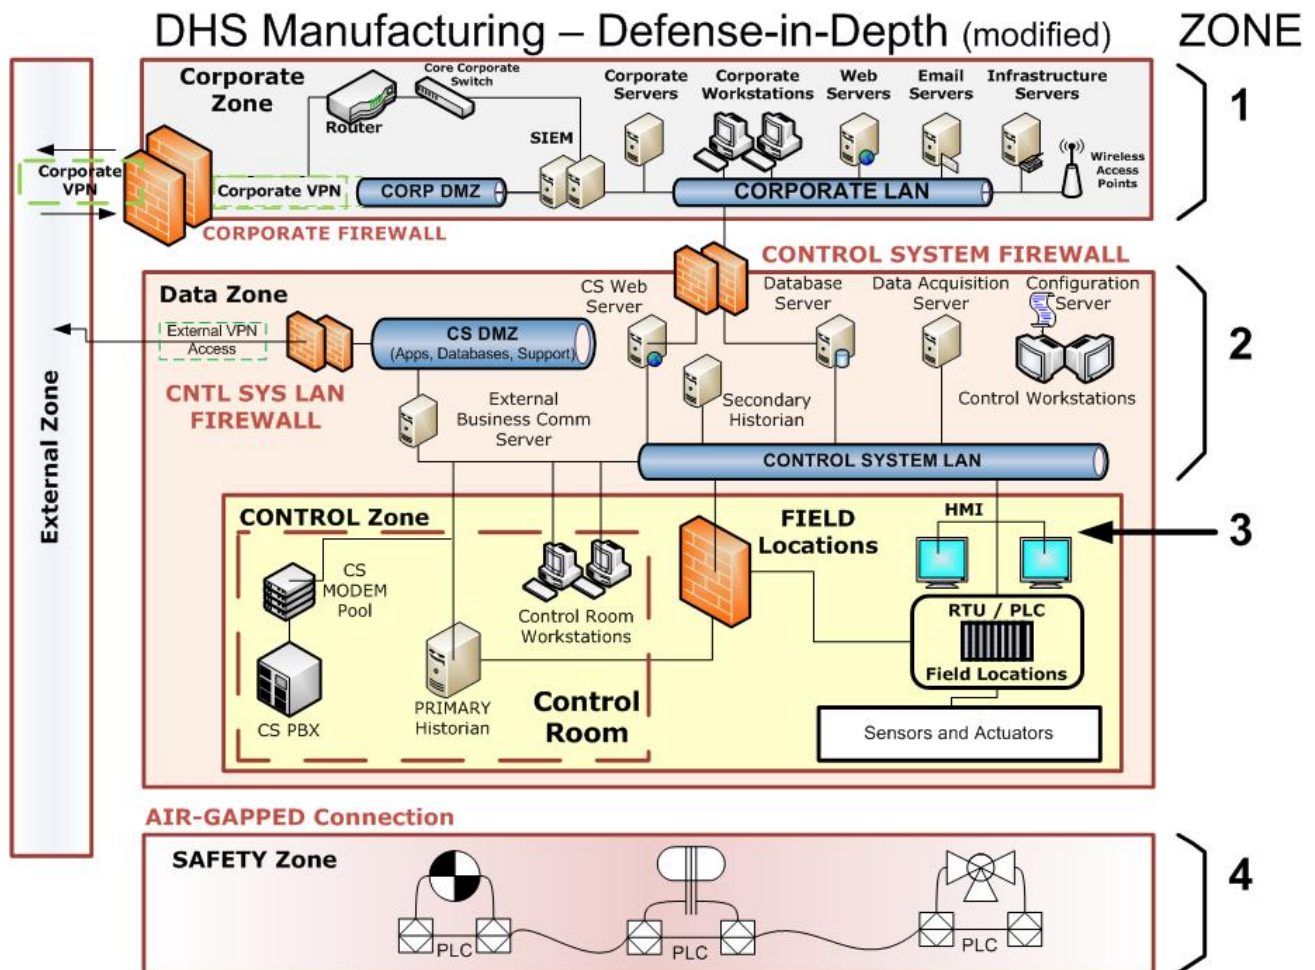 DHS Manufacturing – Defense-in-Depth (modified)
ZONE
Corporate
Zone
Core Corporate
Switch
Router
SIEM
Corporate
Servers
Corporate
Workstations
Web
Servers
Email
Servers
Infrastructure
Servers
Wireless
Access
Points
1
Corporate
VPN
Corporate VPN
CORP DMZ
CORPORATE LAN
CORPORATE FIREWALL
CONTROL SYSTEM FIREWALL
External Zone
Data Zone
External VPN
Access
CS DMZ
(Apps, Databases, Support)
CS Web
Server
Database
Server
Data Acquisition
Server
Configuration
Server
2
CNTL SYS LAN
FIREWALL
External
Business Comm
Server
Secondary
Historian
Control Workstations
CONTROL SYSTEM LAN
CONTROL Zone
FIELD
Locations
HMI
3
CS
MODEM
Pool
Control Room
Workstations
RTU / PLC
Field Locations
CS PBX
PRIMARY
Historian
Control
Room
Sensors and Actuators
AIR-GAPPED Connection
SAFETY Zone
4
PLC
PLC
PLC